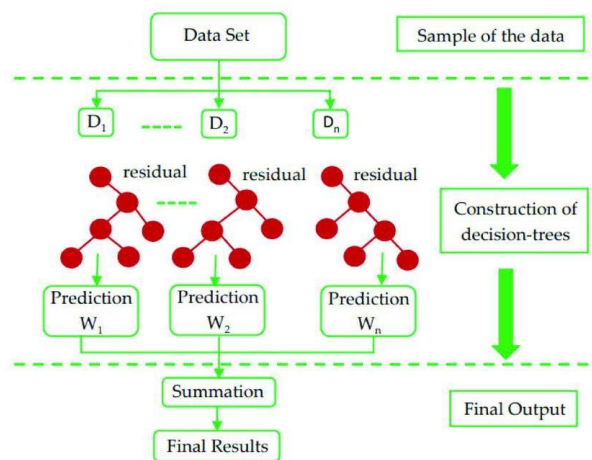 Data Set
Sample of the data
D1
D2
Dn
residual
residual
residual
Construction of
decision-trees
Prediction
W1
Prediction
W2
Prediction
Wn
Summation
Final Output
Final Results